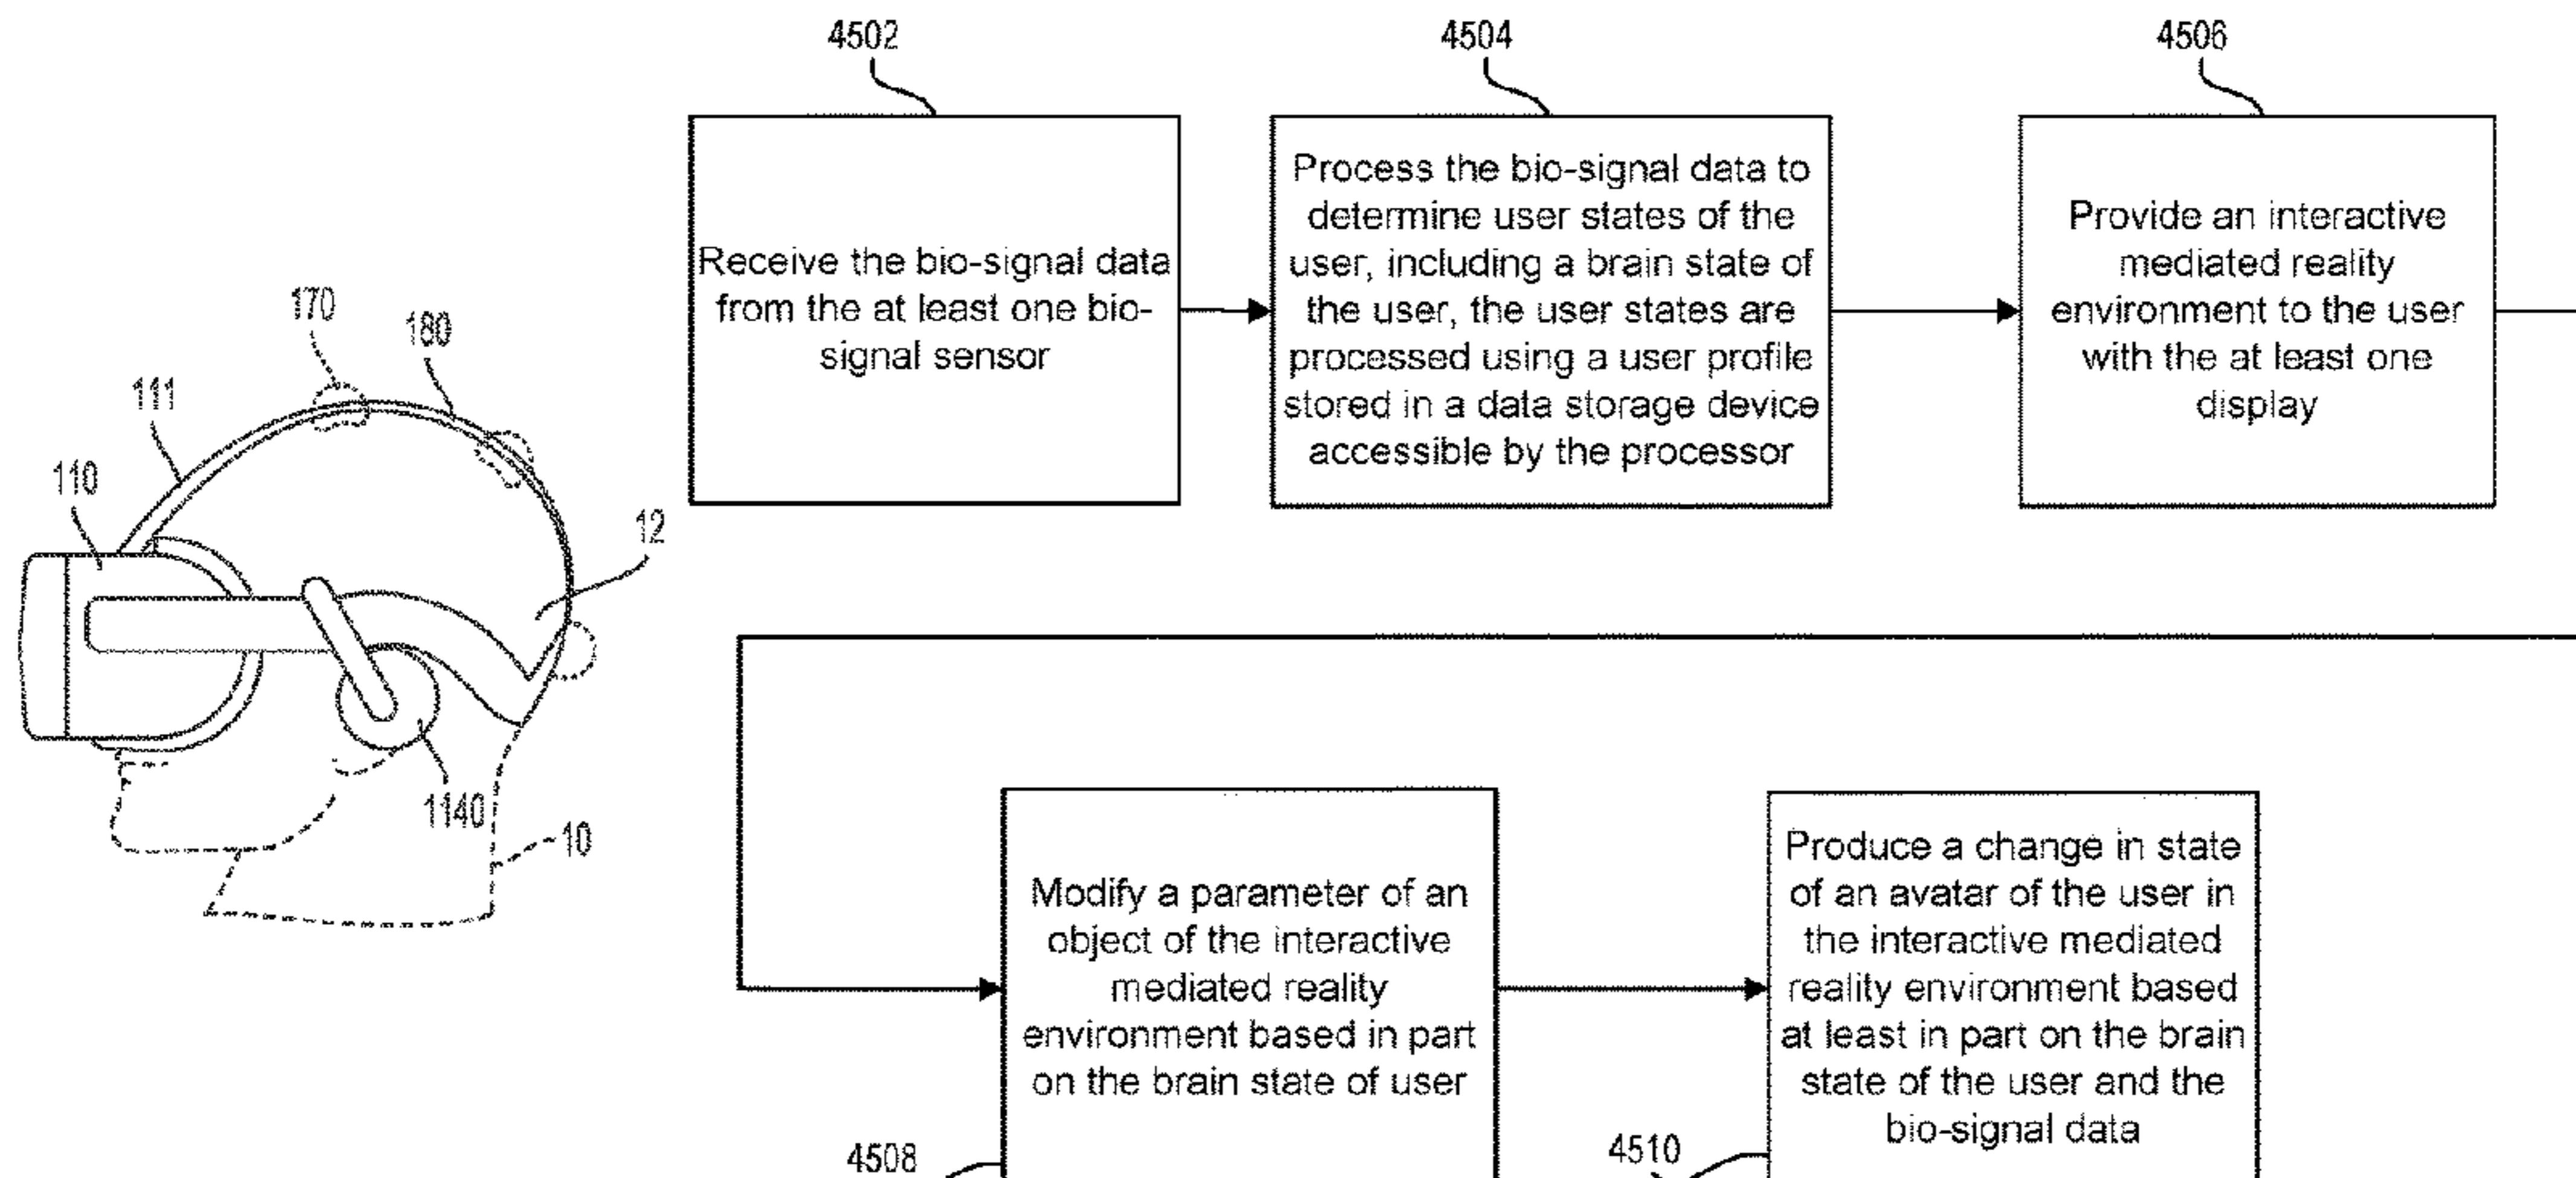 4502
4504
4506
Receive the bio-signal data
from the at least one bio-
signal sensor
Process the bio-signal data to
determine user states of the
user, including a brain state of
the user, the user states are
processed using a user profile
stored in a data storage device
accessible by the processor
Provide an interactive
mediated reality
environment to the user
with the at least one
display
170
180
111
110
12
1140
10
Modify a parameter of an
object of the interactive
mediated reality
environment based in part
on the brain state of user
4508
Produce a change in state
of an avatar of the user in
the interactive mediated
reality environment based
at least in part on the brain
state of the user and the
bio-signal data
4510